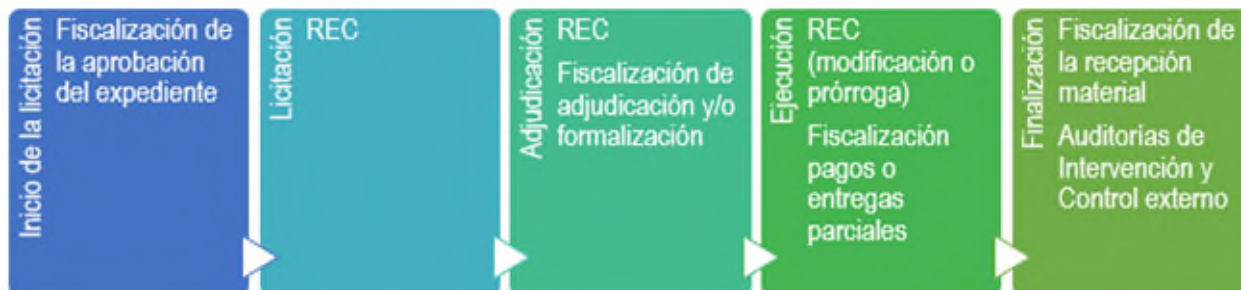 Inicio de la licitación
Fiscalización de
la aprobación
del expediente
Licitación
REC
Adjudicación
REC
Fiscalización de
adjudicación y/o
formalización
Ejecución
REC
(modificación o
prórroga)
Fiscalización
pagos o
entregas
parciales
Finalización
Fiscalización de
la recepción
material
Auditorias de
Intervención y
Control externo